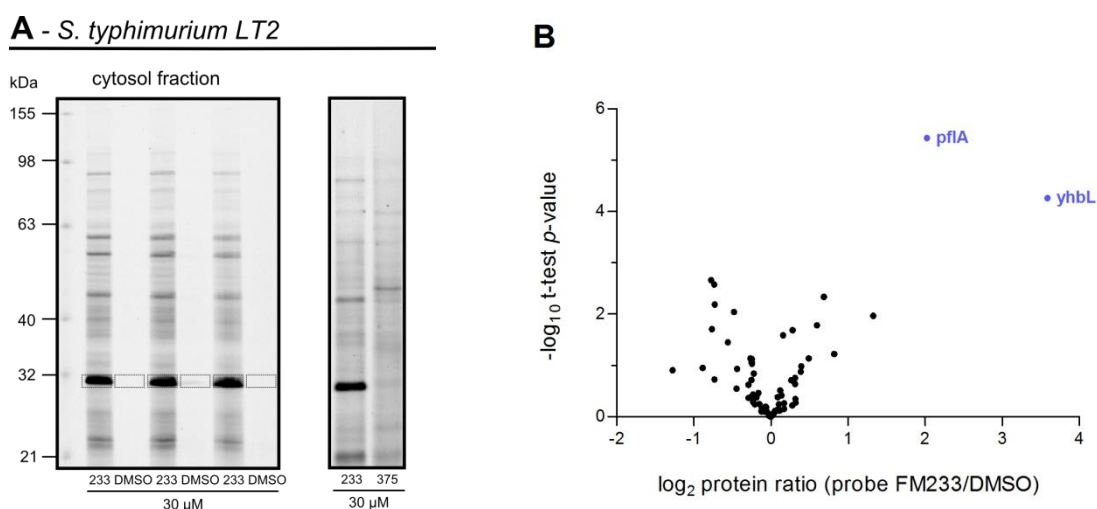 A - S. typhimurium LT2
cytosol fraction
kDa
155
98
63
40
32
21
233 DMSO 233 DMSO 233 DMSO
30 µM
233 375
30 µM
B
6
4
2
0
-2 -1 0 1 2 3 4
-log10 t-test p-value
log2 protein ratio (probe FM233/DMSO)
pflA
yhbL